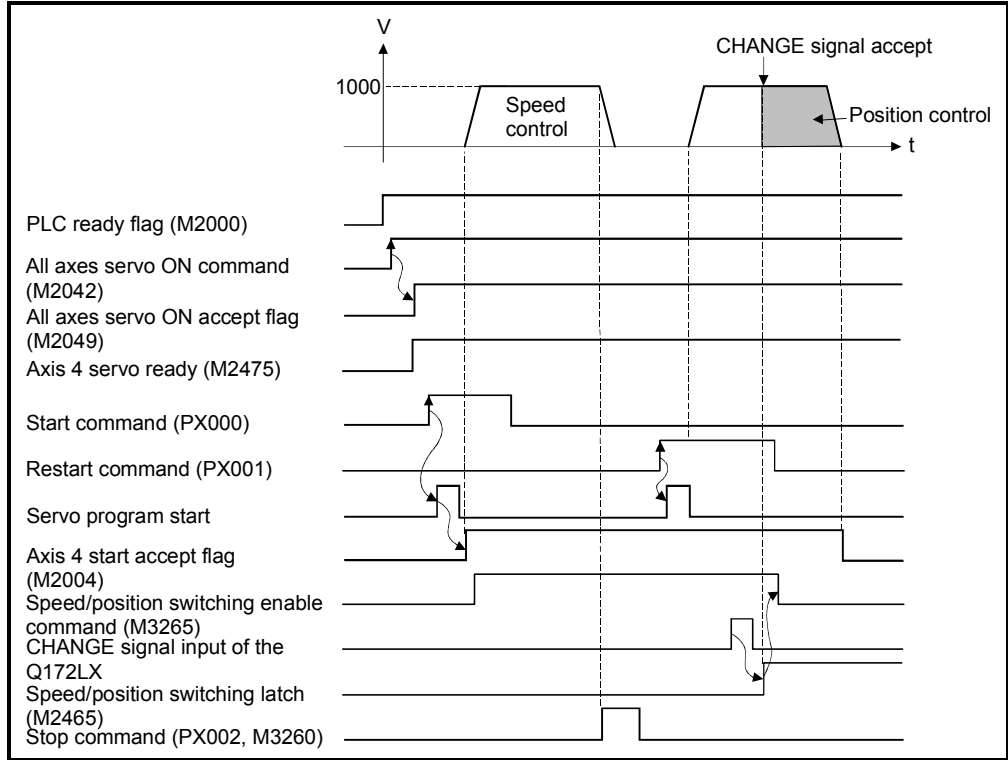 V
CHANGE signal accept
1000
Speed
control
Position control
t
PLC ready flag (M2000)
All axes servo ON command
(M2042)
All axes servo ON accept flag
(M2049)
Axis 4 servo ready (M2475)
Start command (PX000)
Restart command (PX001)
Servo program start
Axis 4 start accept flag
(M2004)
Speed/position switching enable
command (M3265)
CHANGE signal input of the
Q172LX
Speed/position switching latch
(M2465)
Stop command (PX002, M3260)